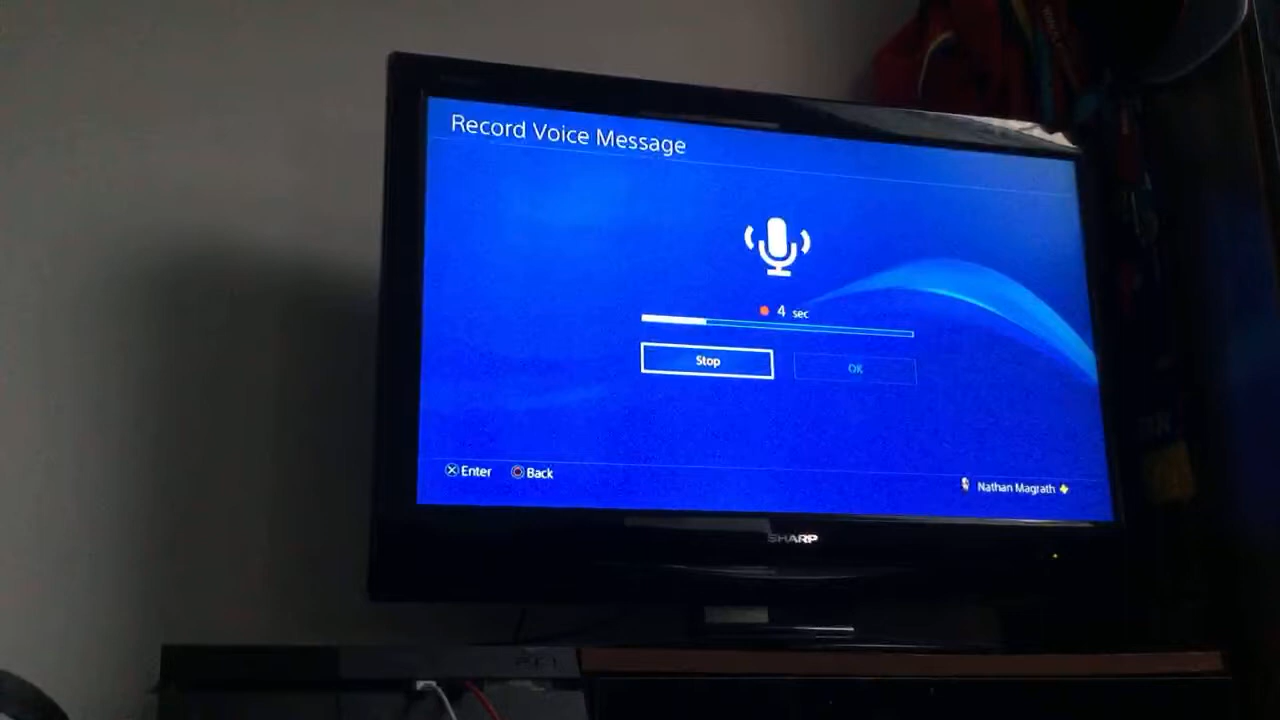 Record Voice Message
4 sec
Stop
OK
Enter
Back
Nathan Magrath
SHARP